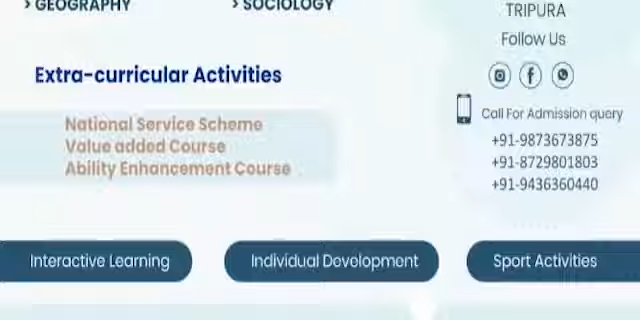 › GEOGRAPHY
› SOCIOLOGY
TRIPURA
Follow Us
Extra-curricular Activities
Call For Admission query
National Service Scheme
Value added Course
Ability Enhancement Course
+91-9873673875
+91-8729801803
+91-9436360440
Interactive Learning
Individual Development
Sport Activities